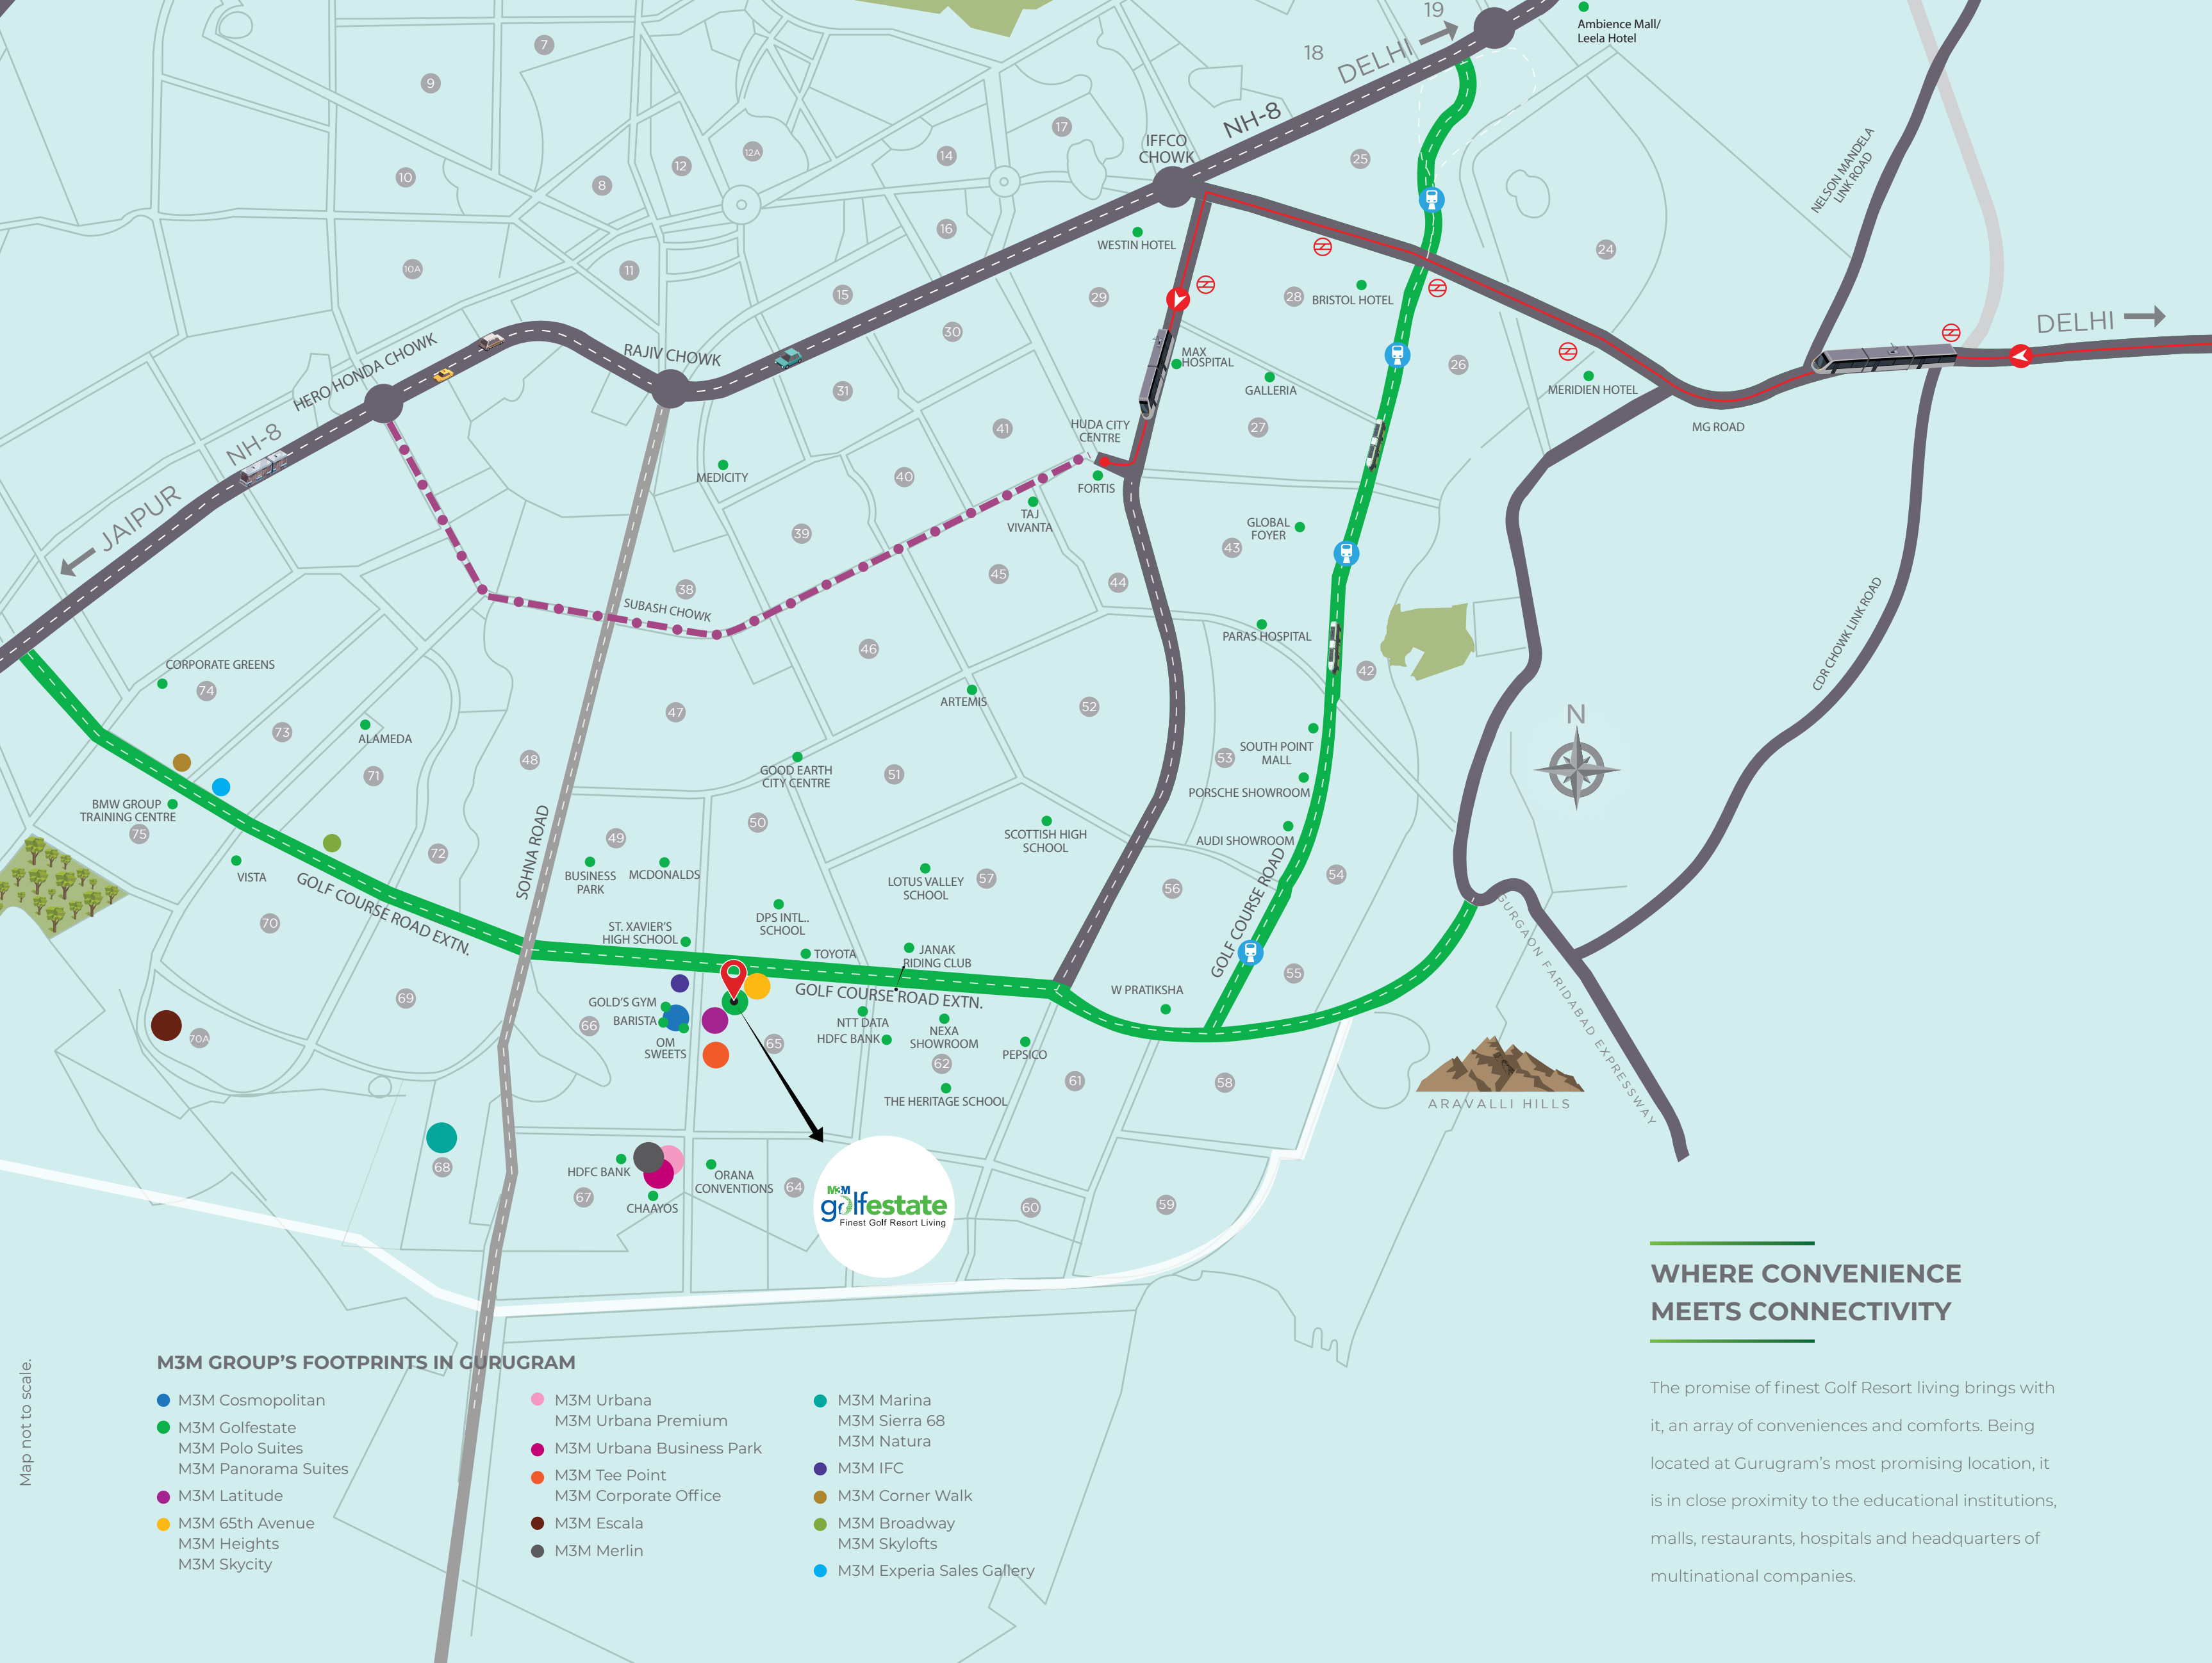 19
18
DELHI
Ambience Mall/
Leela Hotel
7
9
17
12A
14
12
10
8
IFFCO
CHOWK
NH-8
25
NELSON MANDELA
LINK ROAD
16
WESTIN HOTEL
24
10A
11
15
29
28
BRISTOL HOTEL
DELHI
30
HERO HONDA CHOWK
RAJIV CHOWK
MAX
HOSPITAL
26
31
GALLERIA
MERIDIEN HOTEL
41
HUDA CITY
CENTRE
27
MG ROAD
NH-8
MEDICITY
40
FORTIS
JAIPUR
TAJ
VIVANTA
39
GLOBAL
FOYER
43
45
44
38
SUBASH CHOWK
CDR CHOWK LINK ROAD
PARAS HOSPITAL
46
42
CORPORATE GREENS
74
ARTEMIS
47
52
N
73
ALAMEDA
48
SOUTH POINT
MALL
53
71
GOOD EARTH
CITY CENTRE
51
PORSCHE SHOWROOM
BMW GROUP
TRAINING CENTRE
75
50
49
SCOTTISH HIGH
SCHOOL
AUDI SHOWROOM
72
SOHNA ROAD
VISTA
BUSINESS
PARK
MCDONALDS
LOTUS VALLEY
SCHOOL
57
56
54
GOLF COURSE ROAD EXTN.
70
DPS INTL..
SCHOOL
ST. XAVIER'S
HIGH SCHOOL
TOYOTA
JANAK
RIDING CLUB
GOLF COURSE ROAD
GURGAON FARIDABAD EXPRESSWAY
55
GOLF COURSE ROAD EXTN.
W PRATIKSHA
69
GOLD'S GYM
BARISTA
66
70A
OM
SWEETS
65
NTT DATA
HDFC BANK
NEXA
SHOWROOM
62
PEPSICO
61
58
THE HERITAGE SCHOOL
ARAVALLI HILLS
68
HDFC BANK
67
CHAAYOS
ORANA
CONVENTIONS
64
M3M
golfestate
Finest Golf Resort Living
60
59
WHERE CONVENIENCE
MEETS CONNECTIVITY
The promise of finest Golf Resort living brings with
it, an array of conveniences and comforts. Being
located at Gurugram's most promising location, it
is in close proximity to the educational institutions,
malls, restaurants, hospitals and headquarters of
multinational companies.
Map not to scale.
M3M GROUP'S FOOTPRINTS IN GURUGRAM
M3M Cosmopolitan
M3M Golfestate
M3M Polo Suites
M3M Panorama Suites
M3M Latitude
M3M 65th Avenue
M3M Heights
M3M Skycity
M3M Urbana
M3M Urbana Premium
M3M Urbana Business Park
M3M Tee Point
M3M Corporate Office
M3M Escala
M3M Merlin
M3M Marina
M3M Sierra 68
M3M Natura
M3M IFC
M3M Corner Walk
M3M Broadway
M3M Skylofts
M3M Experia Sales Gallery